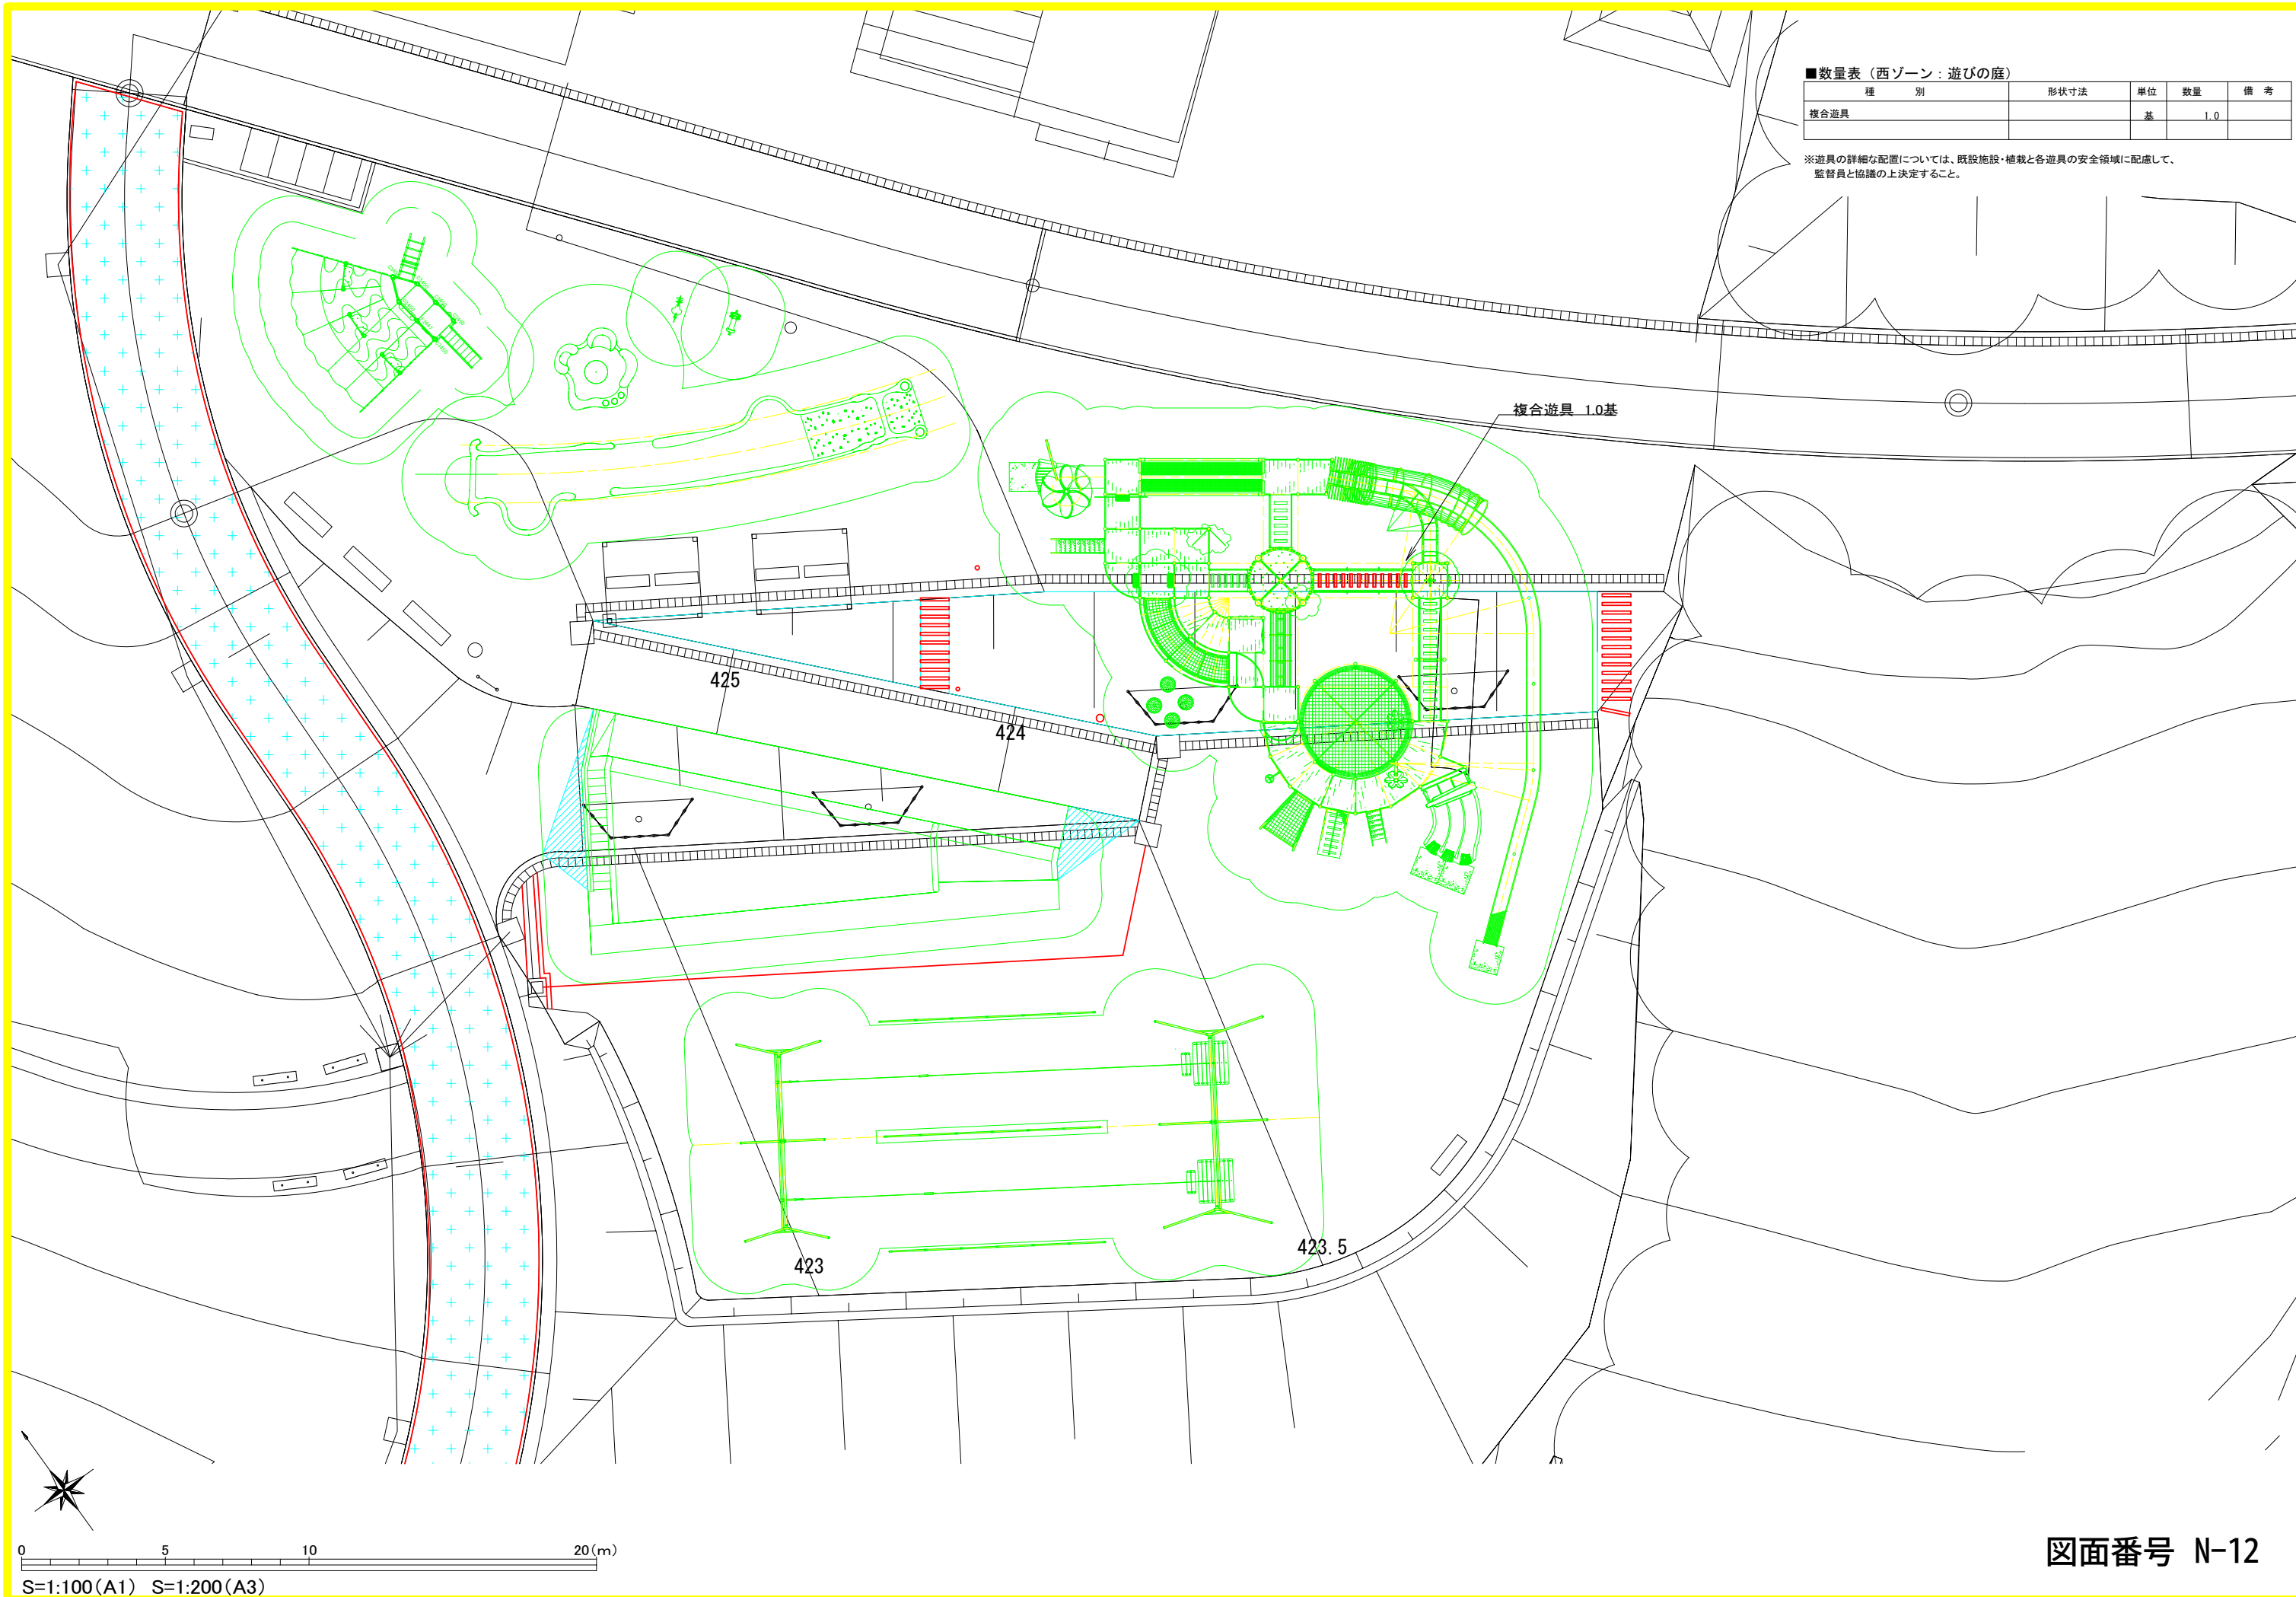 ■数量表（西ゾーン：遊びの庭）
種　別　形状寸法　単位　数量　備　考
複合遊具　基　1.0
※遊具の詳細な配置については、既設施設・植栽と各遊具の安全領域に配慮して、
監督員と協議の上決定すること。
複合遊具 1.0基
425
424
423.5
423
0　5　10　20(m)
S=1:100(A1)　S=1:200(A3)
図面番号 N-12